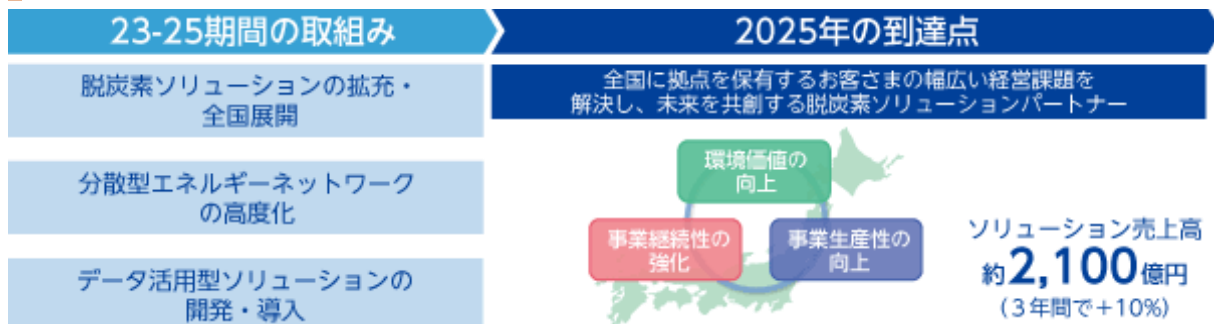 23-25期間の取組み
脱炭素ソリューションの拡充・
全国展開
分散型エネルギーネットワーク
の高度化
データ活用型ソリューションの
開発・導入
2025年の到達点
全国に拠点を保有するお客さまの幅広い経営課題を
解決し、未来を共創する脱炭素ソリューションパートナー
環境価値の
向上
事業継続性の
強化
事業生産性の
向上
ソリューション売上高
約2,100億円
(3年間で+10%)